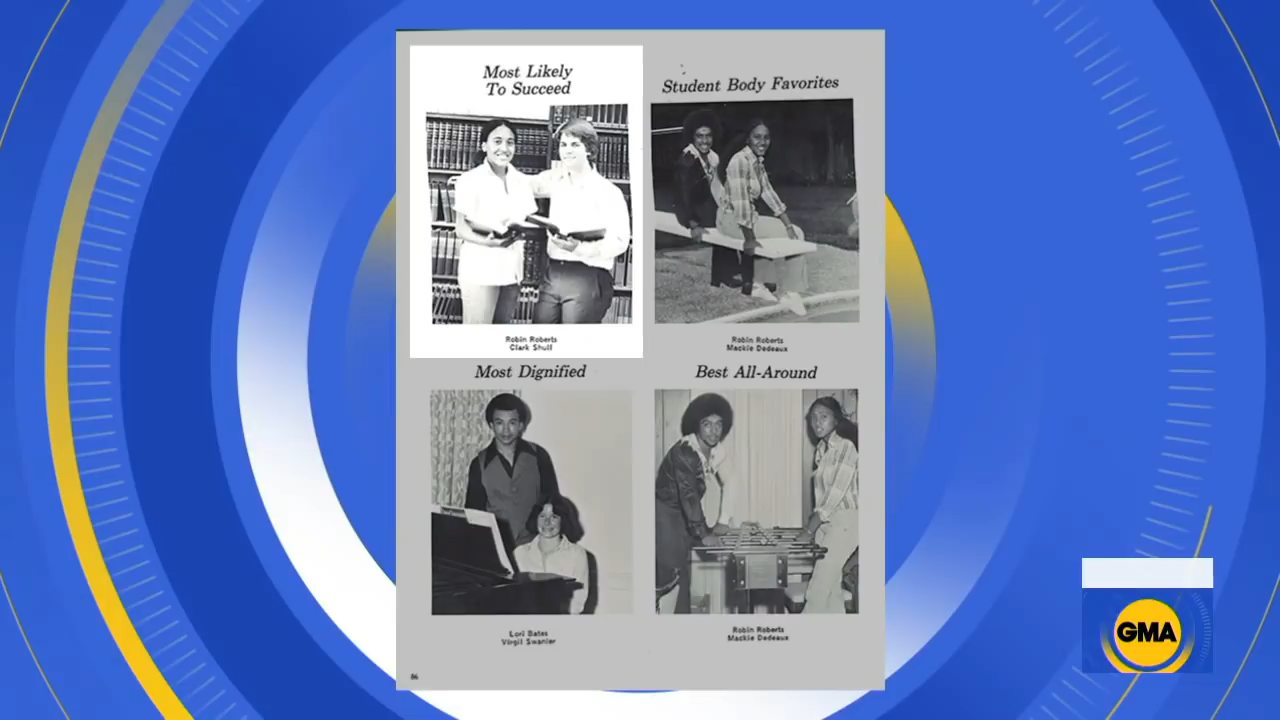 Most Likely
To Succeed
Robin Roberts
Clark Shull
Student Body Favorites
Robin Roberts
Mackie Dedeaux
Most Dignified
Lori Bates
Virgil Swanier
Best All-Around
Robin Roberts
Mackie Dedeaux
86
GMA